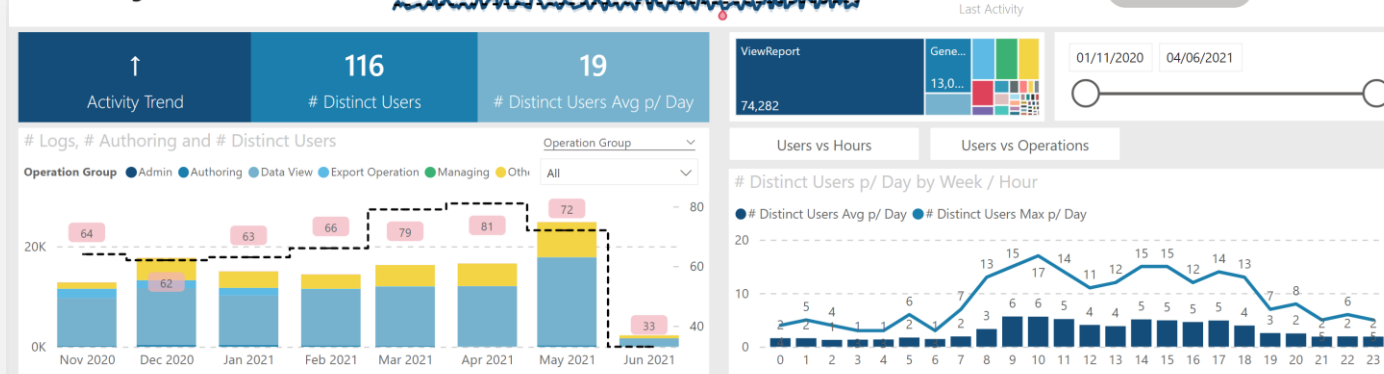 Last Activity
↑
Activity Trend
116
# Distinct Users
19
# Distinct Users Avg p/ Day
ViewReport
74,282
Gene...
13,0...
01/11/2020 04/06/2021
# Logs, # Authoring and # Distinct Users
Operation Group
All
Operation Group Admin Authoring Data View Export Operation Managing Othe
64 62 63 66 79 81 72 33
20K
0K
80
60
40
Nov 2020 Dec 2020 Jan 2021 Feb 2021 Mar 2021 Apr 2021 May 2021 Jun 2021
Users vs Hours Users vs Operations
# Distinct Users p/ Day by Week / Hour
# Distinct Users Avg p/ Day # Distinct Users Max p/ Day
20
10
0
5 4 6 7 13 15 17 14 11 12 15 15 12 14 13 7 8 6
2 2 2 3 6 6 5 4 4 5 5 5 5 4 3 2 2 2
0 1 2 3 4 5 6 7 8 9 10 11 12 13 14 15 16 17 18 19 20 21 22 23